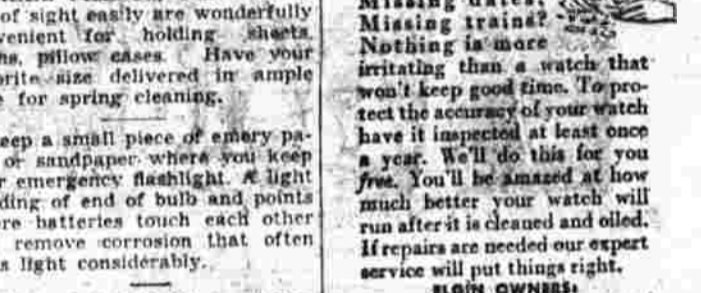 of sight easily are wonderfully
venient for holding sheets,
ns, pillow cases. Have your
orite size delivered in ample
e for spring cleaning.
eep a small piece of emery pa-
or sandpaper where you keep
r emergency flashlight. A light
ding of end of bulb and points
ere batteries touch each other
remove corrosion that often
s light considerably.
Missing dates?
Missing trains?
Nothing is more
irritating than a watch that
won't keep good time. To pro-
tect the accuracy of your watch
have it inspected at least once
a year. We'll do this for you
free. You'll be amazed at how
much better your watch will
run after it is cleaned and oiled.
If repairs are needed our expert
service will put things right.
ELGIN OWNERS: